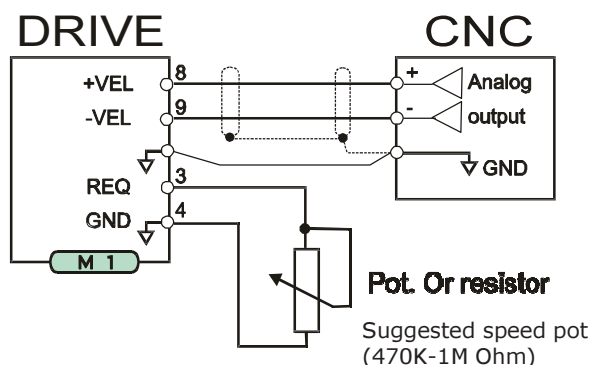 DRIVE
CNC
+VEL
8
+
Analog
-VEL
9
-
output
GND
REQ
3
GND
4
M 1
Pot. Or resistor
Suggested speed pot
(470K-1M Ohm)